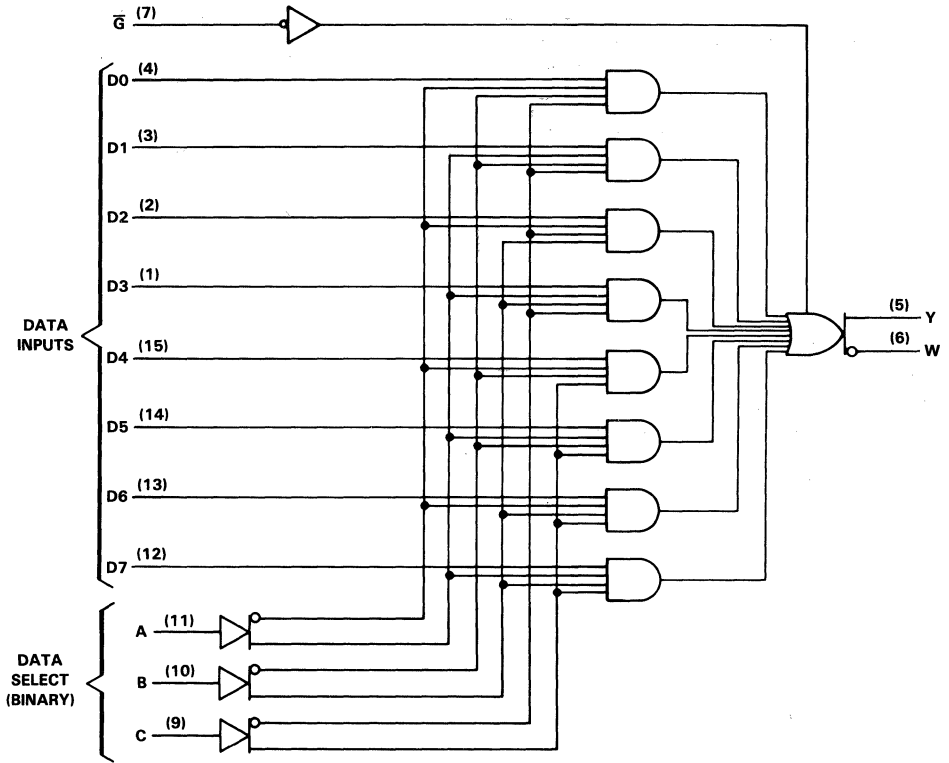 G̅ (7)
D0 (4)
D1 (3)
D2 (2)
D3 (1)
DATA
INPUTS
D4 (15)
D5 (14)
D6 (13)
D7 (12)
(5) Y
(6) W
A (11)
DATA
SELECT
(BINARY)
B (10)
C (9)